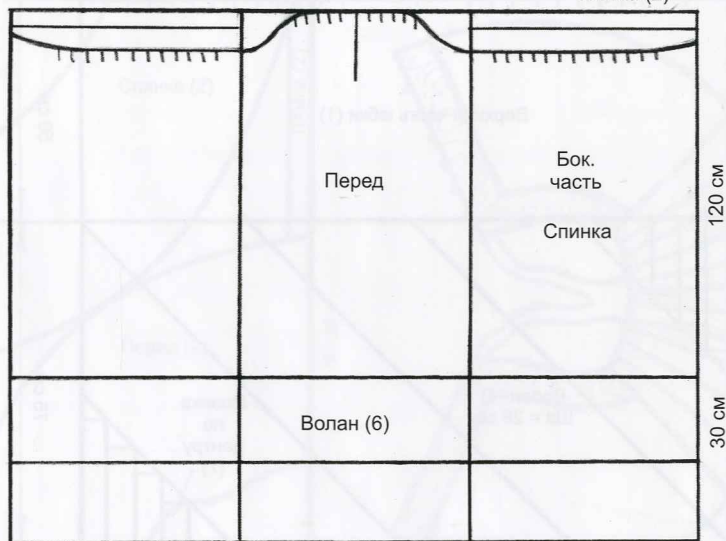 Перед
Бок.
часть
Спинка
120 см
Волан (6)
30 см